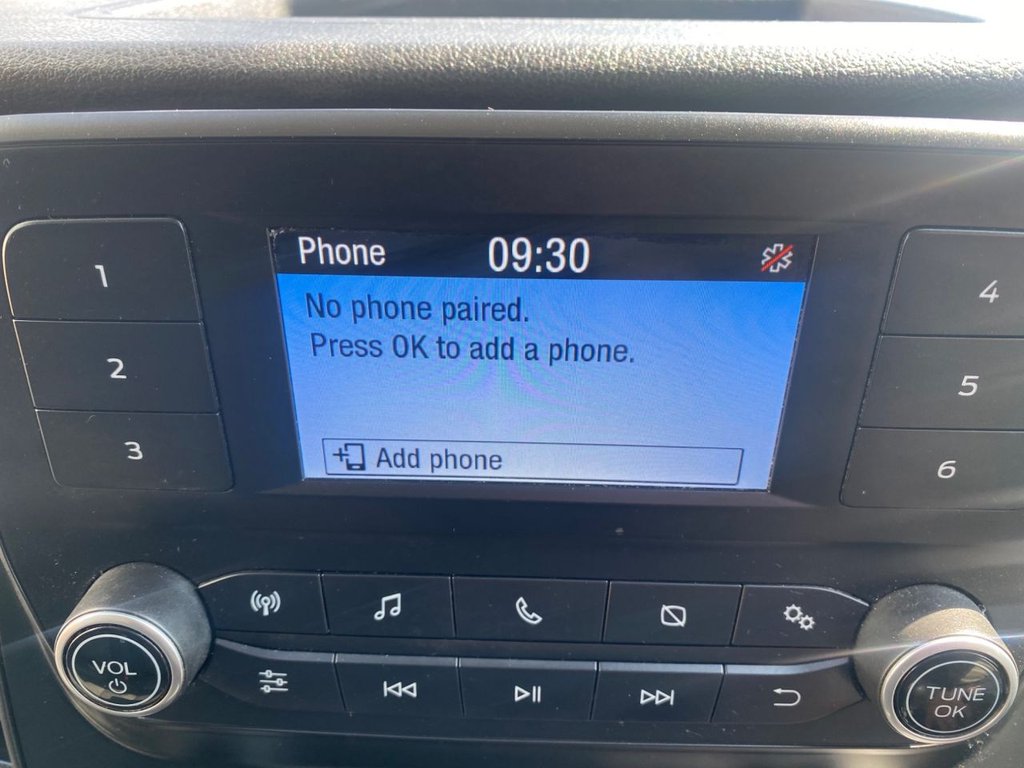 Phone 09:30
No phone paired.
Press OK to add a phone.
Add phone
1
2
3
4
5
6
VOL
TUNE
OK